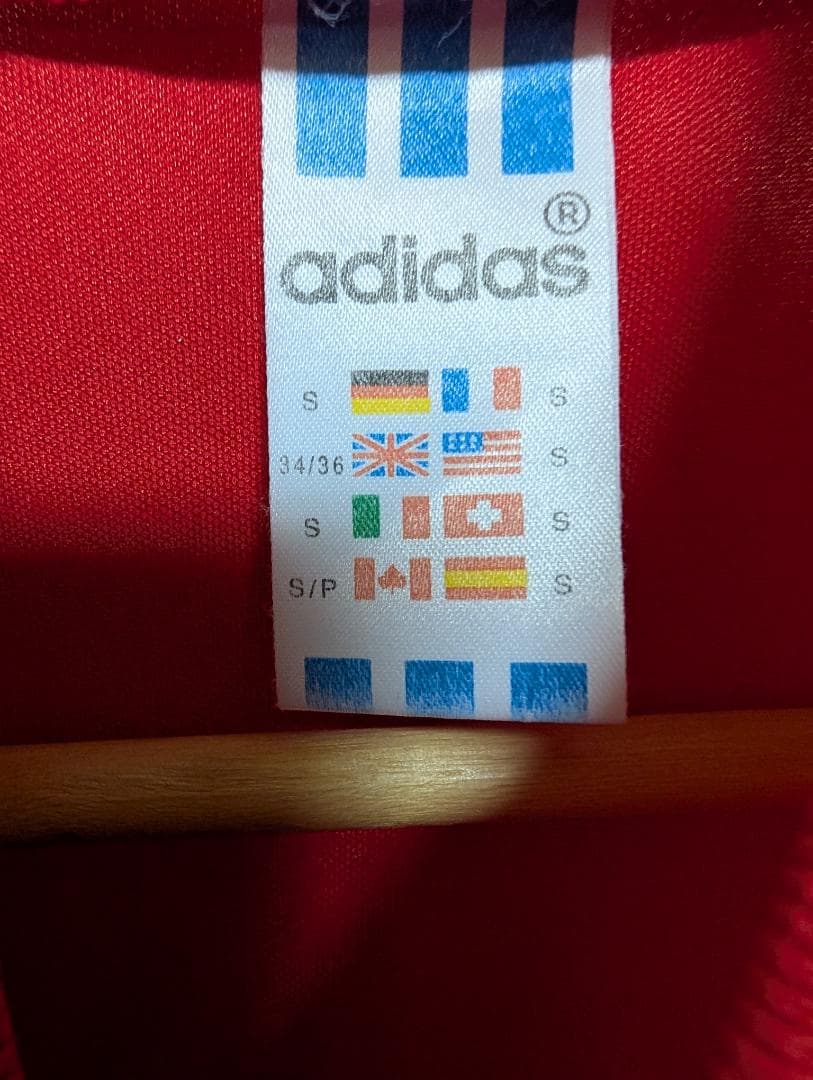 ®
adidas
S S
34/36 S
S S
S/P S